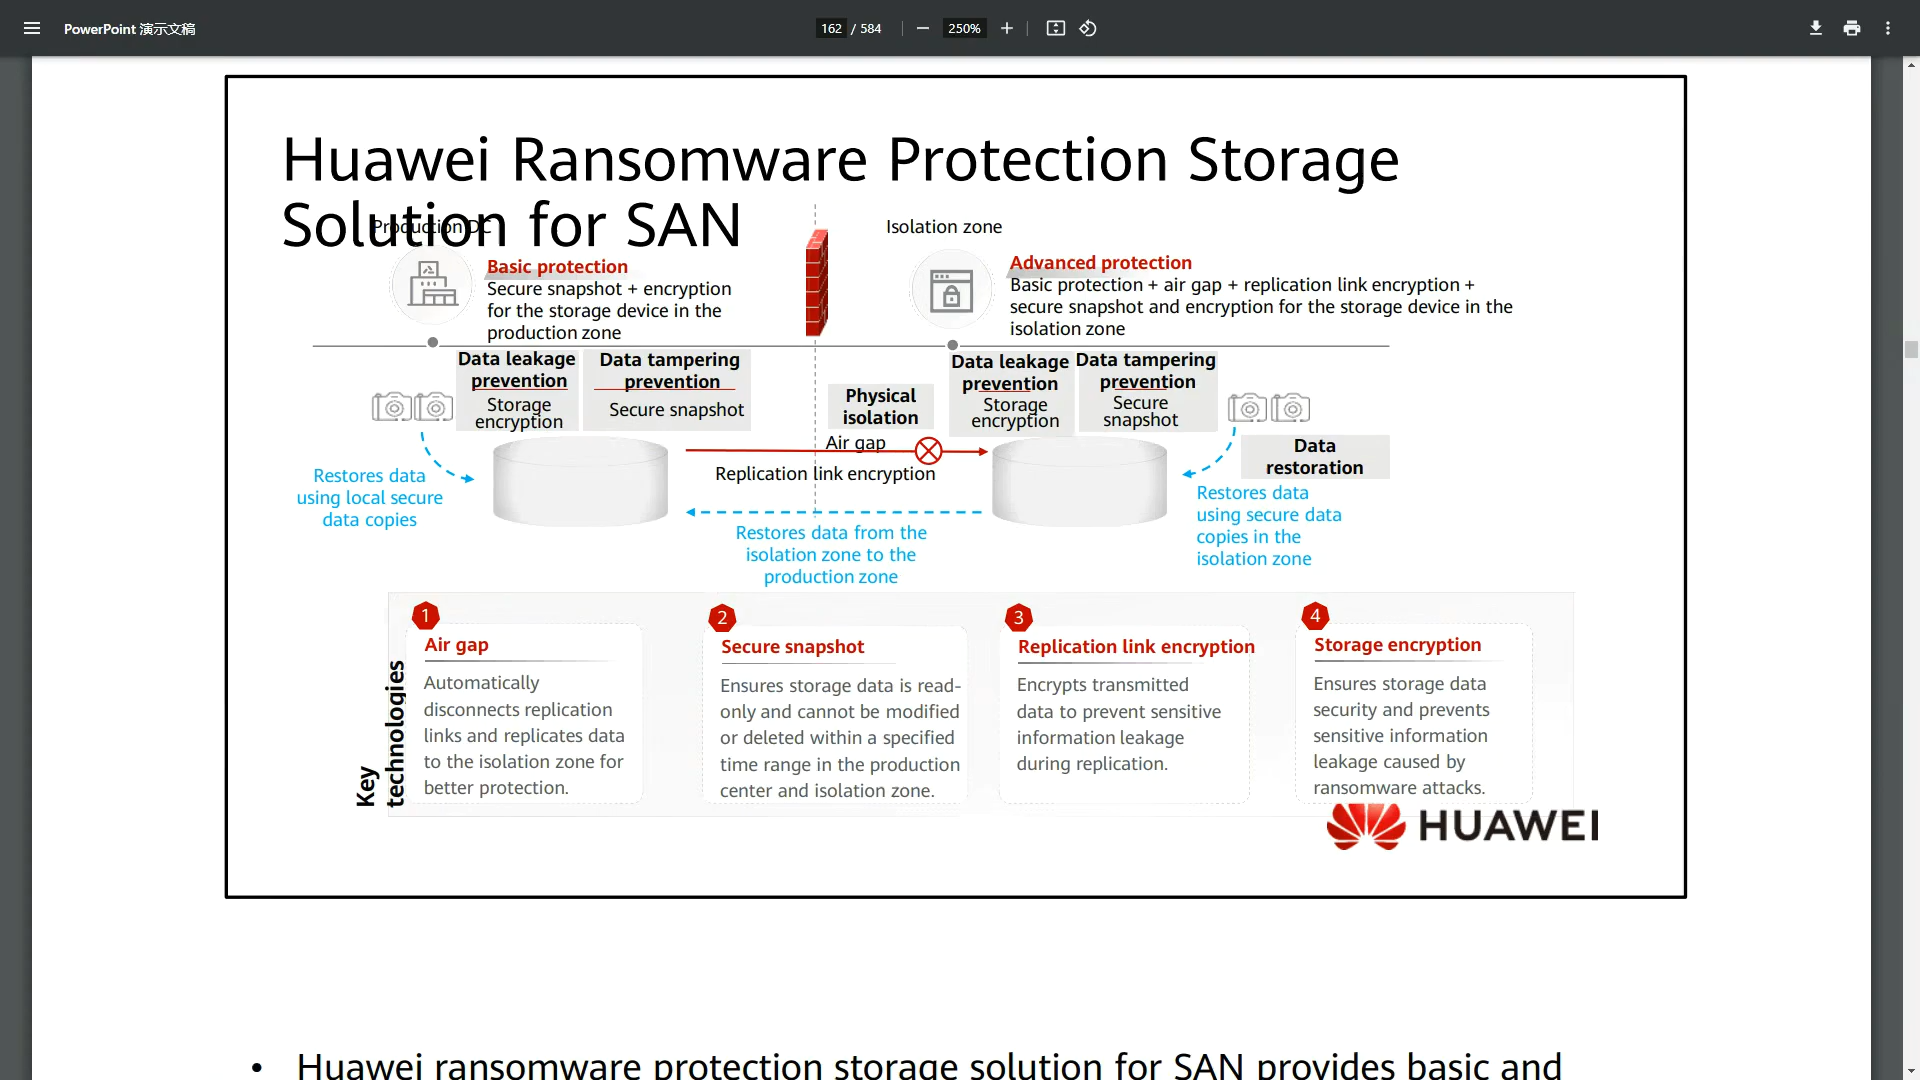 PowerPoint 演示文稿
162 / 584
250%
Huawei Ransomware Protection Storage
Solution for SAN
Production DC
Isolation zone
Basic protection
Secure snapshot + encryption
for the storage device in the
production zone
Advanced protection
Basic protection + air gap + replication link encryption +
secure snapshot and encryption for the storage device in the
isolation zone
Data leakage
prevention
Storage
encryption
Data tampering
prevention
Secure snapshot
Physical
isolation
Air gap
Replication link encryption
Data leakage
prevention
Storage
encryption
Data tampering
prevention
Secure
snapshot
Data
restoration
Restores data
using local secure
data copies
Restores data from the
isolation zone to the
production zone
Restores data
using secure data
copies in the
isolation zone
Key
technologies
1
Air gap
Automatically
disconnects replication
links and replicates data
to the isolation zone for
better protection.
2
Secure snapshot
Ensures storage data is read-
only and cannot be modified
or deleted within a specified
time range in the production
center and isolation zone.
3
Replication link encryption
Encrypts transmitted
data to prevent sensitive
information leakage
during replication.
4
Storage encryption
Ensures storage data
security and prevents
sensitive information
leakage caused by
ransomware attacks.
HUAWEI
• Huawei ransomware protection storage solution for SAN provides basic and